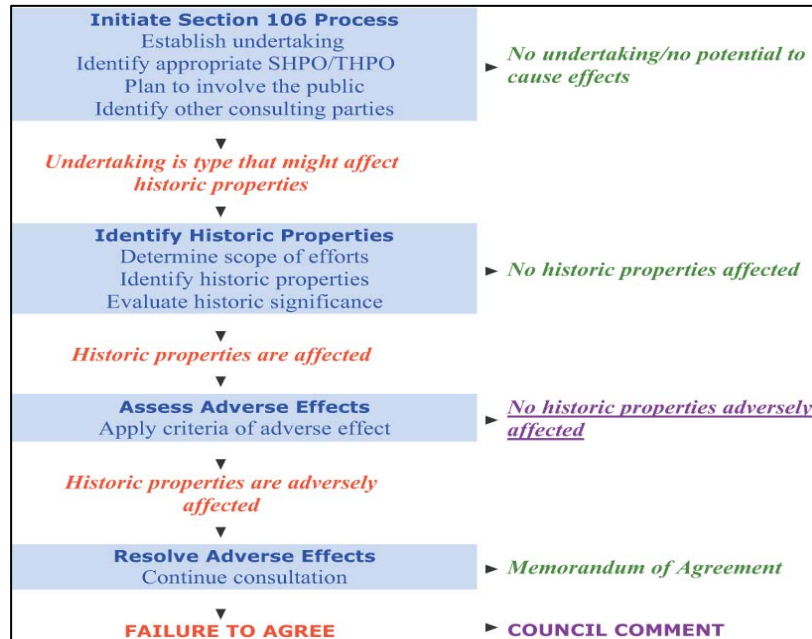 Initiate Section 106 Process
Establish undertaking
Identify appropriate SHPO/THPO
Plan to involve the public
Identify other consulting parties
No undertaking/no potential to
cause effects
Undertaking is type that might affect
historic properties
Identify Historic Properties
Determine scope of efforts
Identify historic properties
Evaluate historic significance
No historic properties affected
Historic properties are affected
Assess Adverse Effects
Apply criteria of adverse effect
No historic properties adversely
affected
Historic properties are adversely
affected
Resolve Adverse Effects
Continue consultation
Memorandum of Agreement
FAILURE TO AGREE
COUNCIL COMMENT